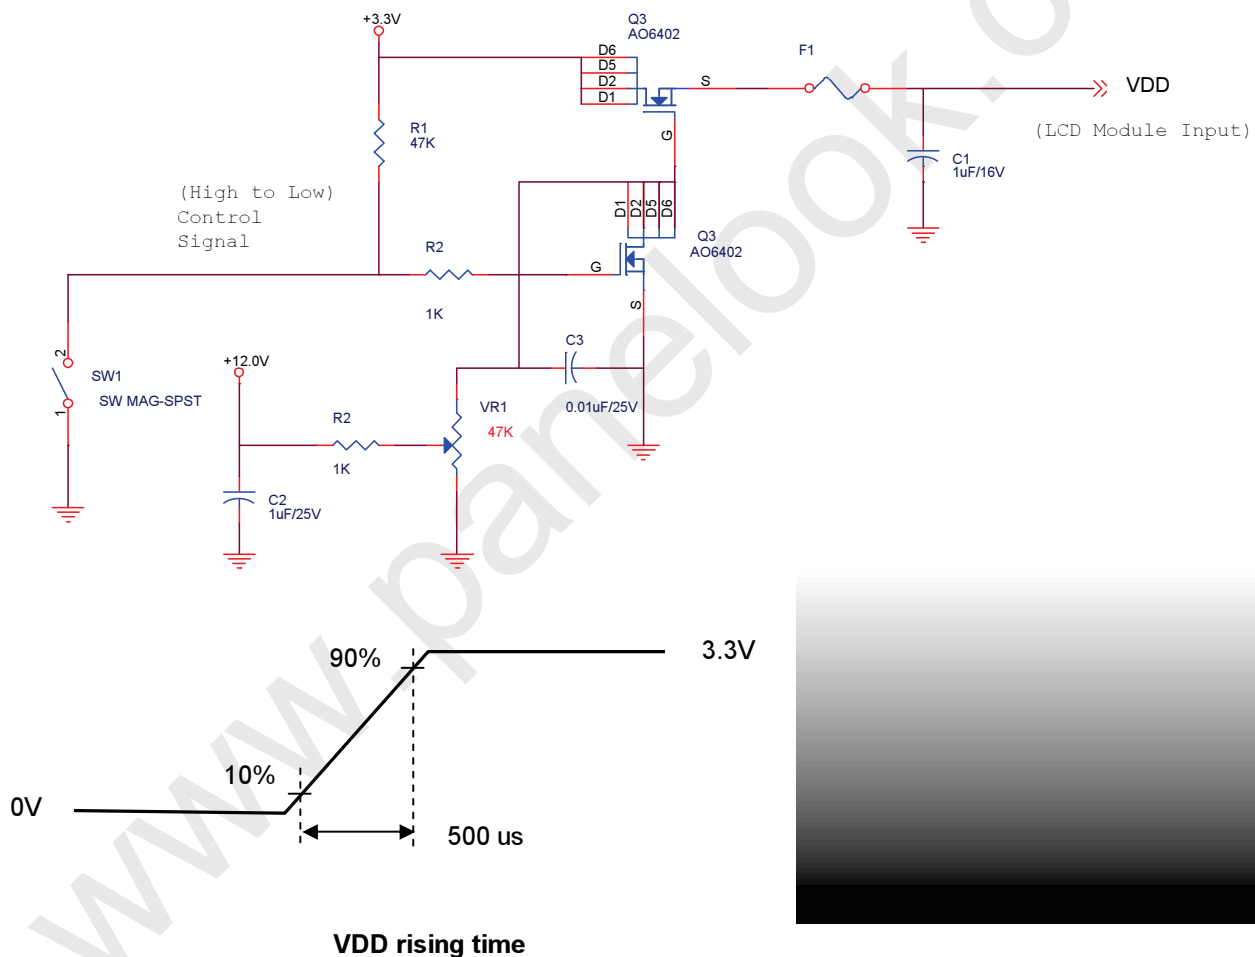 +3.3V
Q3
AO6402
D6
D5
D2
D1
S
G
F1
VDD
(LCD Module Input)
R1
47K
C1
1uF/16V
(High to Low)
Control
Signal
D1
D2
D5
D6
Q3
AO6402
R2
1K
G
S
C3
0.01uF/25V
2
1
SW1
SW MAG-SPST
+12.0V
R2
1K
VR1
47K
C2
1uF/25V
90%
3.3V
10%
0V
500 us
VDD rising time
www.panelook.c